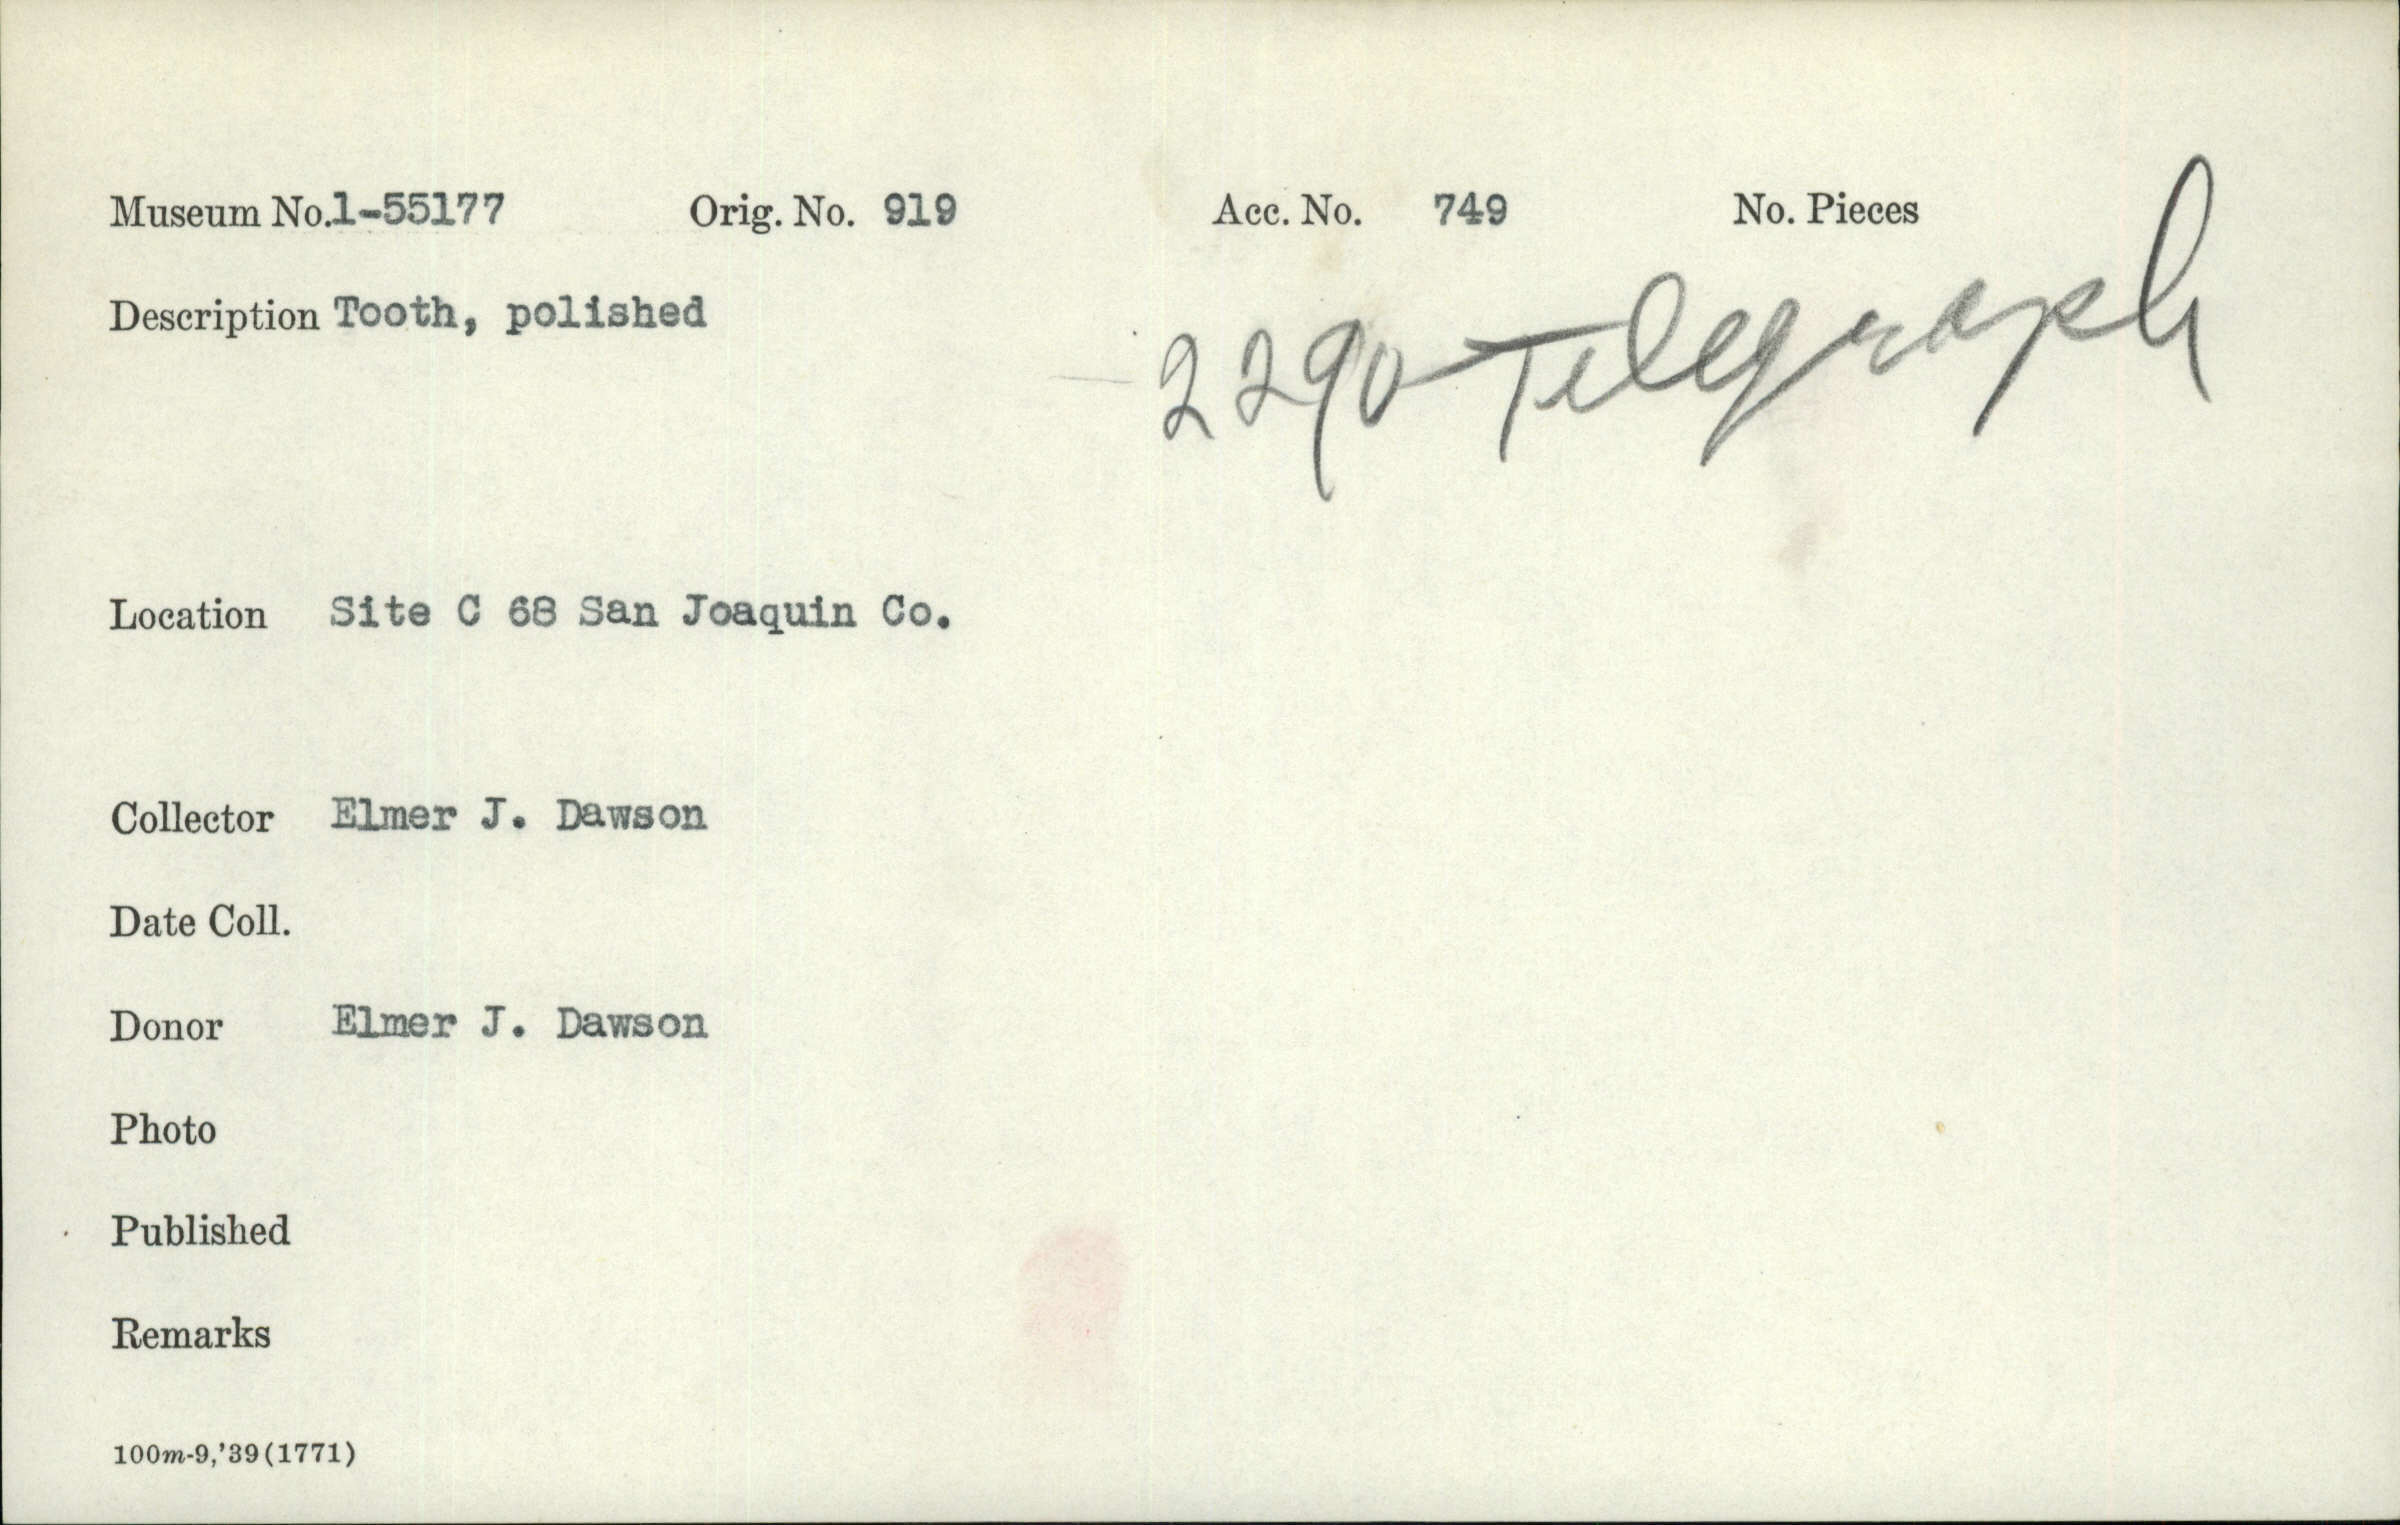 Museum No. 1-55177 Orig. No. 919 Acc. No. 749 No. Pieces
Description Tooth, polished
2290 Telegraph
Location Site C 68 San Joaquin Co.
Collector Elmer J. Dawson
Date Coll.
Donor Elmer J. Dawson
Photo
Published
Remarks
100m-9,'39(1771)